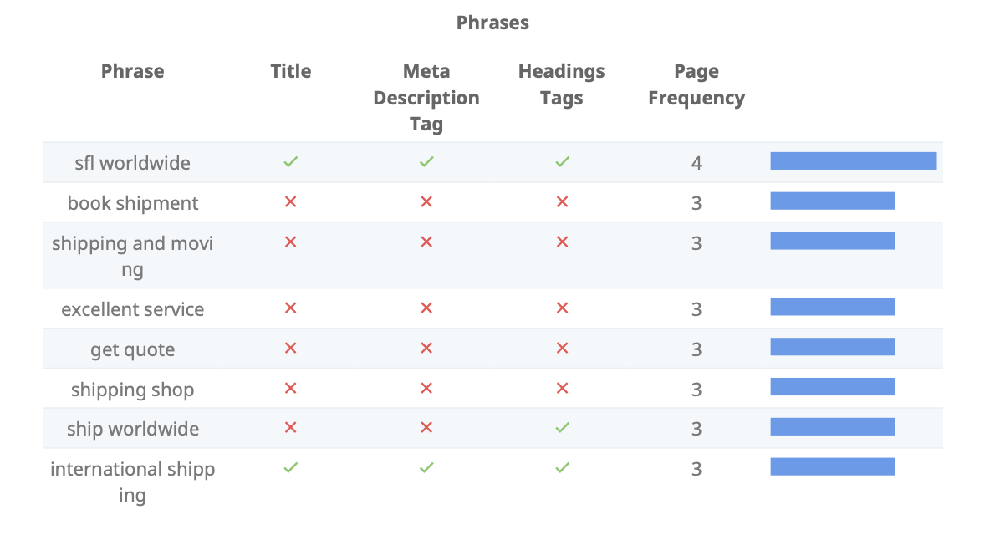 Phrases
Phrase Title Meta Description Tag Headings Tags Page Frequency
sfl worldwide ✓ ✓ ✓ 4
book shipment ✕ ✕ ✕ 3
shipping and movi
ng ✕ ✕ ✕ 3
excellent service ✕ ✕ ✕ 3
get quote ✕ ✕ ✕ 3
shipping shop ✕ ✕ ✕ 3
ship worldwide ✕ ✕ ✓ 3
international shipp
ing ✓ ✓ ✓ 3